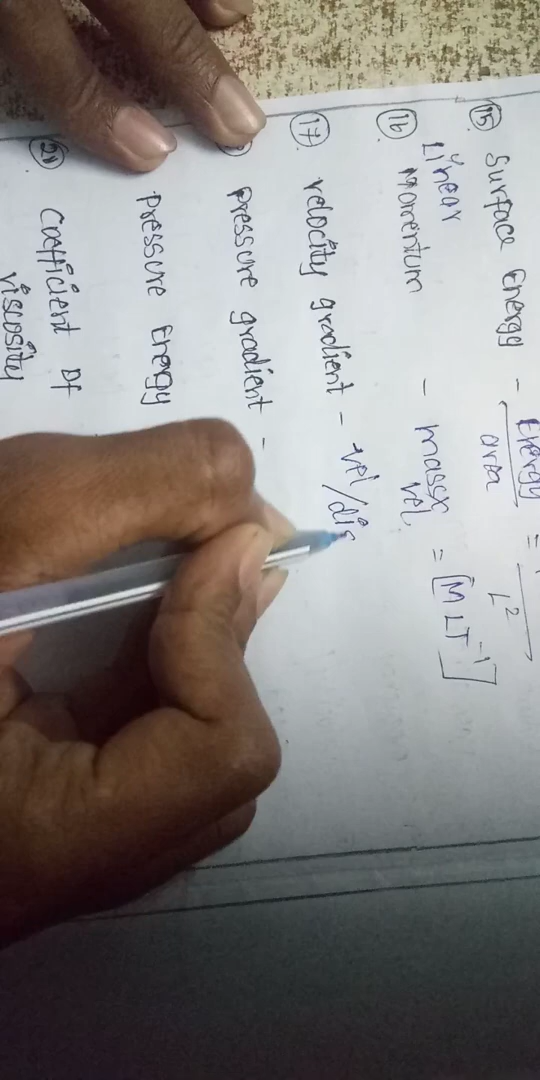 15 Surface Energy - Energy/area = /L²
16 Linear Momentum - mass x vel. = [MLT⁻¹]
17. velocity gradient - vel/dis
pressure gradient -
pressure Energy
21. coefficient of
viscosity